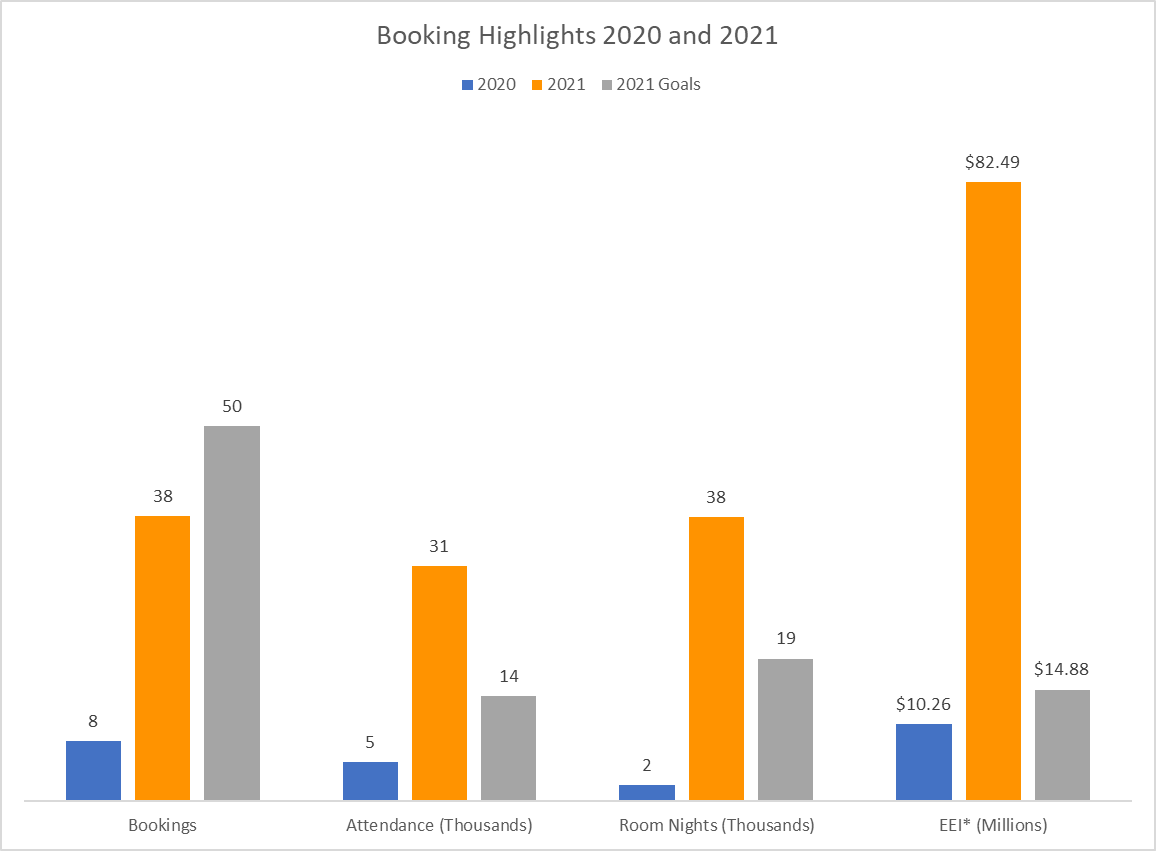 Booking Highlights 2020 and 2021
2020 2021 2021 Goals
$82.49
50
38
38
31
19
14
$14.88
8
5
2
$10.26
Bookings
Attendance (Thousands)
Room Nights (Thousands)
EEI* (Millions)